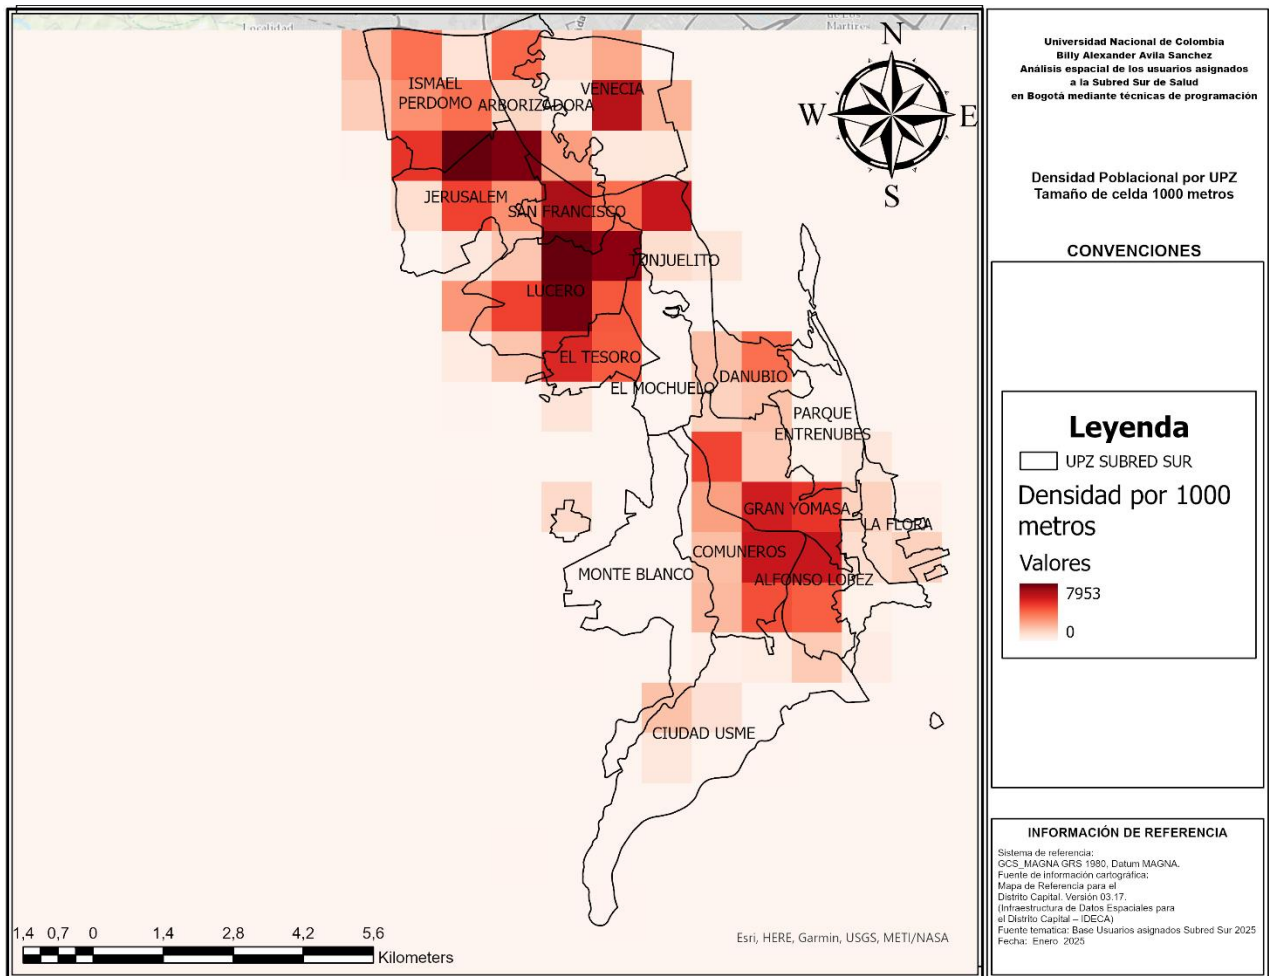 Localidad
de Los
Martires
ISMAEL
PERDOMO
ARBORIZADORA
VENECIA
JERUSALEM
SAN FRANCISCO
TUNJUELITO
LUCERO
EL TESORO
EL MOCHUELO
DANUBIO
PARQUE
ENTRENUBES
GRAN YOMASA
LA FLORA
COMUNEROS
ALFONSO LOPEZ
MONTE BLANCO
CIUDAD USME
N
W
E
S
1,4 0,7 0 1,4 2,8 4,2 5,6
Kilometers
Esri, HERE, Garmin, USGS, METI/NASA
Universidad Nacional de Colombia
Billy Alexander Avila Sanchez
Análisis espacial de los usuarios asignados
a la Subred Sur de Salud
en Bogotá mediante técnicas de programación
Densidad Poblacional por UPZ
Tamaño de celda 1000 metros
CONVENCIONES
Leyenda
UPZ SUBRED SUR
Densidad por 1000
metros
Valores
7953
0
INFORMACIÓN DE REFERENCIA
Sistema de referencia:
GCS_MAGNA GRS 1980, Datum MAGNA.
Fuente de información cartográfica:
Mapa de Referencia para el
Distrito Capital. Versión 03.17.
(Infraestructura de Datos Espaciales para
el Distrito Capital – IDECA)
Fuente tematica: Base Usuarios asignados Subred Sur 2025
Fecha: Enero 2025